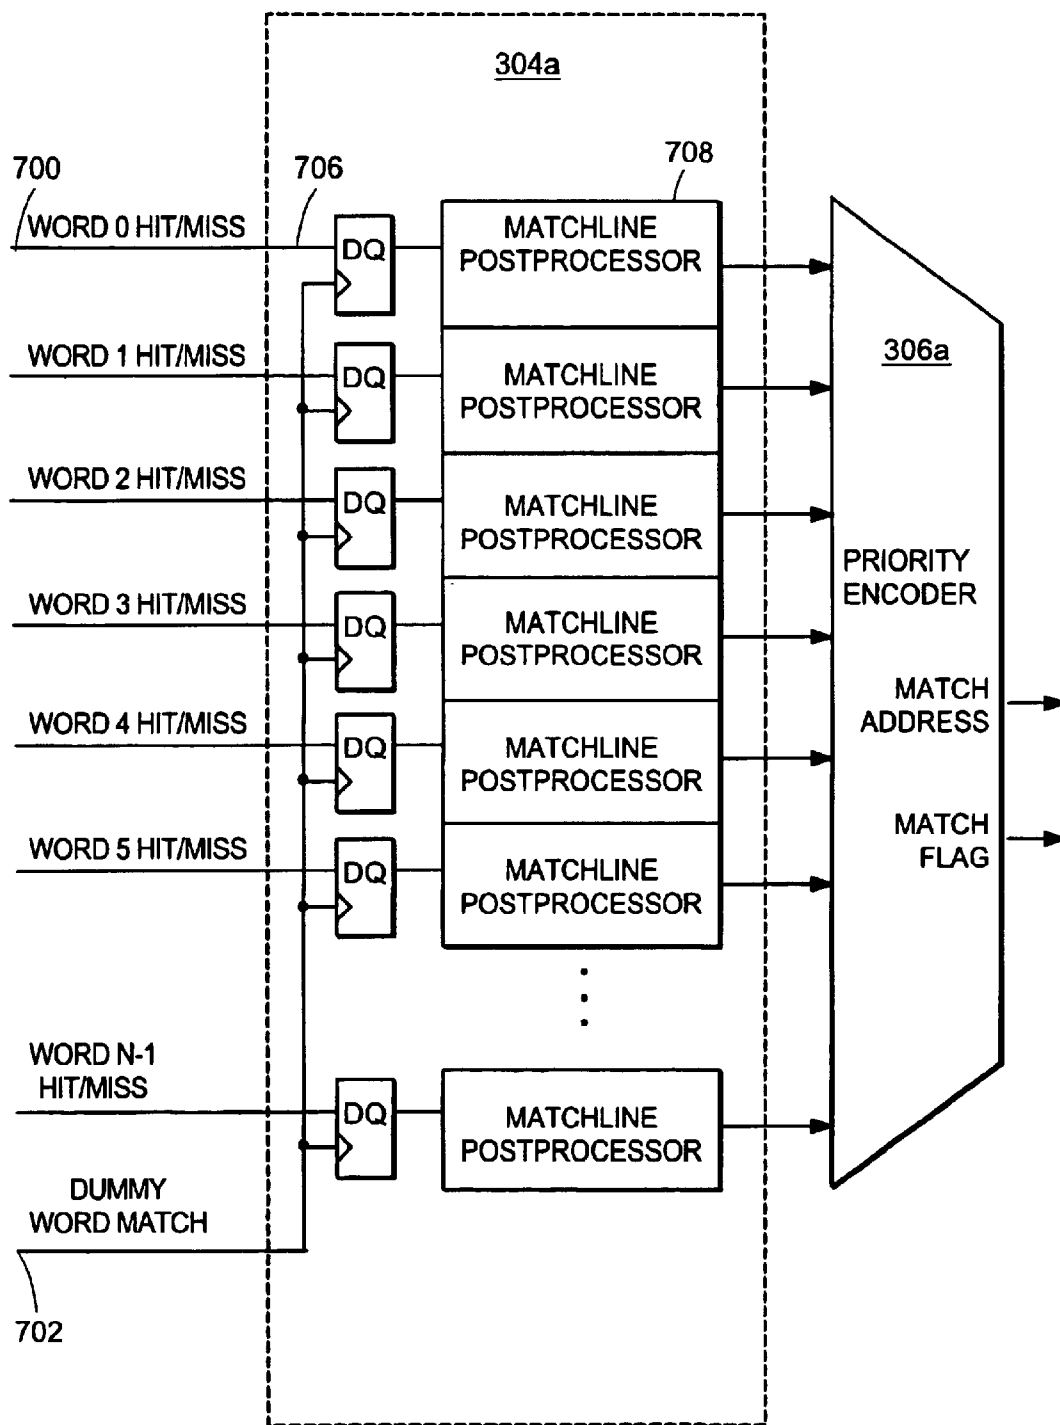 304a
700
706
708
WORD 0 HIT/MISS
DQ
MATCHLINE
POSTPROCESSOR
WORD 1 HIT/MISS
DQ
MATCHLINE
POSTPROCESSOR
306a
WORD 2 HIT/MISS
DQ
MATCHLINE
POSTPROCESSOR
PRIORITY
ENCODER
WORD 3 HIT/MISS
DQ
MATCHLINE
POSTPROCESSOR
WORD 4 HIT/MISS
DQ
MATCHLINE
POSTPROCESSOR
MATCH
ADDRESS
WORD 5 HIT/MISS
DQ
MATCHLINE
POSTPROCESSOR
MATCH
FLAG
WORD N-1
HIT/MISS
DQ
MATCHLINE
POSTPROCESSOR
DUMMY
WORD MATCH
702